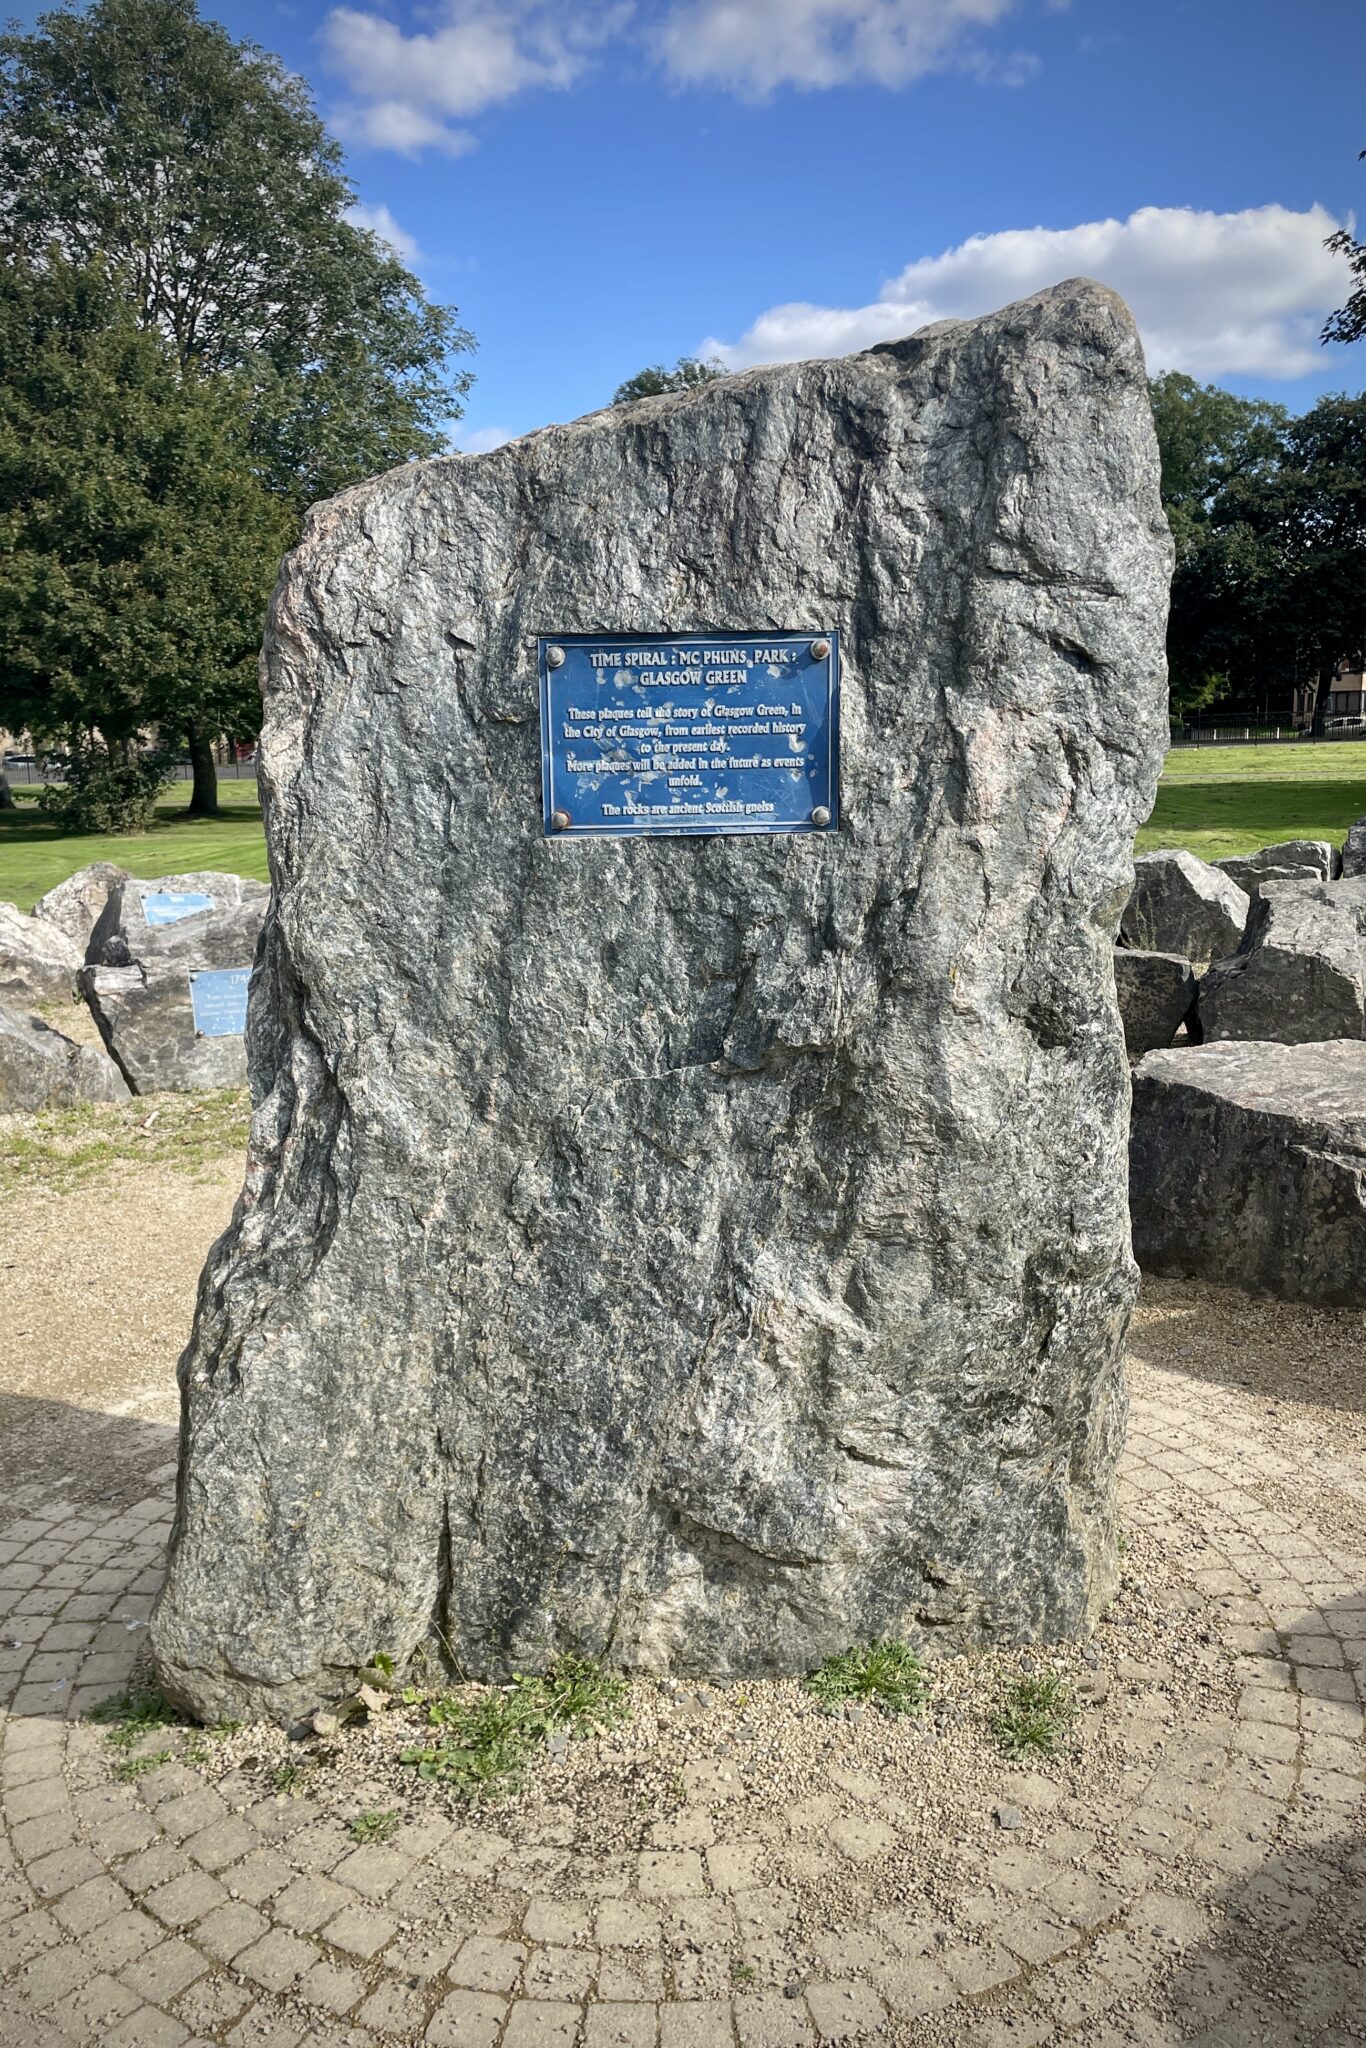 TIME SPIRAL : MC PHUNS PARK :
GLASGOW GREEN
These plaques tell the story of Glasgow Green, in
the City of Glasgow, from earliest recorded history
to the present day.
More plaques will be added in the future as events
unfold.
The rocks are ancient Scottish gneiss